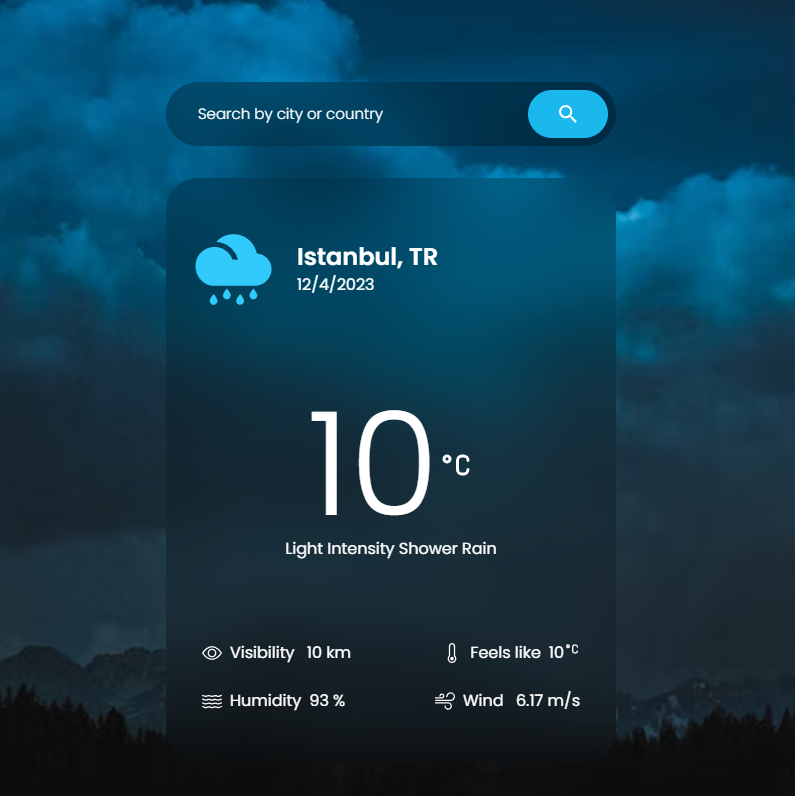 Search by city or country
Istanbul, TR
12/4/2023
10 °C
Light Intensity Shower Rain
Visibility 10 km
Feels like 10°C
Humidity 93 %
Wind 6.17 m/s